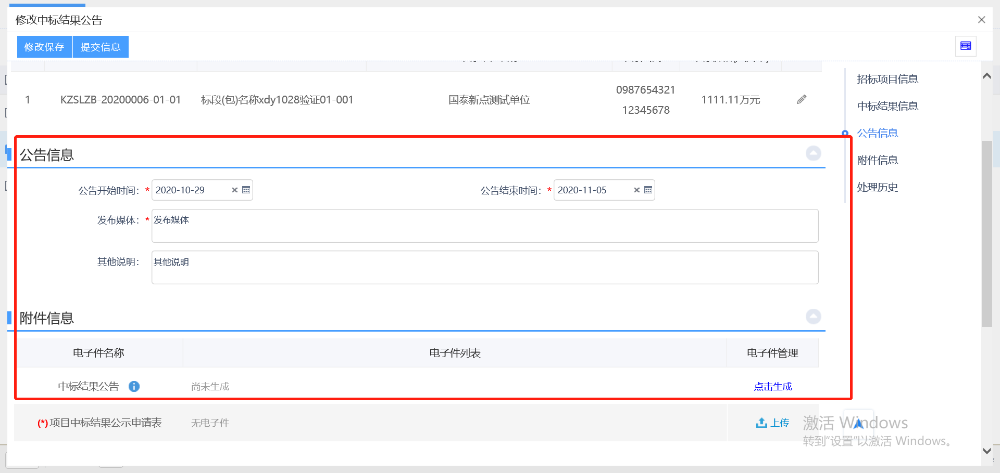 修改中标结果公告
修改保存 提交信息
1 KZSLZB-20200006-01-01 标段(包)名称xdy1028验证01-001 国泰新点测试单位 0987654321 12345678 1111.11万元
招标项目信息
中标结果信息
公告信息
附件信息
处理历史
公告信息
公告开始时间：* 2020-10-29 公告结束时间：* 2020-11-05
发布媒体：* 发布媒体
其他说明： 其他说明
附件信息
电子件名称 电子件列表 电子件管理
中标结果公告 尚未生成 点击生成
(*)项目中标结果公示申请表 无电子件 上传
激活 Windows
转到“设置”以激活 Windows。